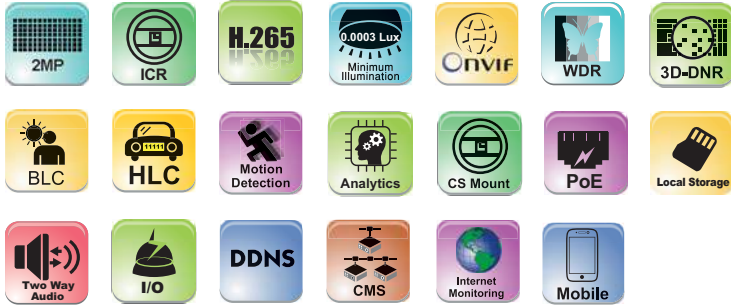 2MP
ICR
H.265
0.0003 Lux
Minimum
Illumination
ONVIF
WDR
3D-DNR
BLC
HLC
Motion
Detection
Analytics
CS Mount
PoE
Local Storage
Two Way
Audio
I/O
DDNS
CMS
Internet
Monitoring
Mobile